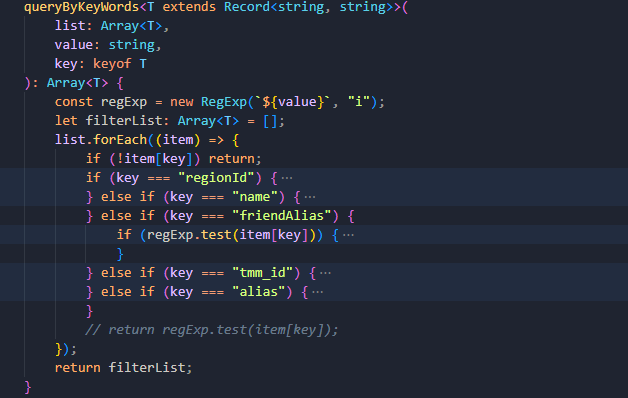 queryByKeyWords<T extends Record<string, string>>(
    list: Array<T>,
    value: string,
    key: keyof T
): Array<T> {
    const regExp = new RegExp(`${value}`, "i");
    let filterList: Array<T> = [];
    list.forEach((item) => {
        if (!item[key]) return;
        if (key === "regionId") {⋯
        } else if (key === "name") {⋯
        } else if (key === "friendAlias") {
            if (regExp.test(item[key])) {⋯
            }
        } else if (key === "tmm_id") {⋯
        } else if (key === "alias") {⋯
        }
        // return regExp.test(item[key]);
    });
    return filterList;
}